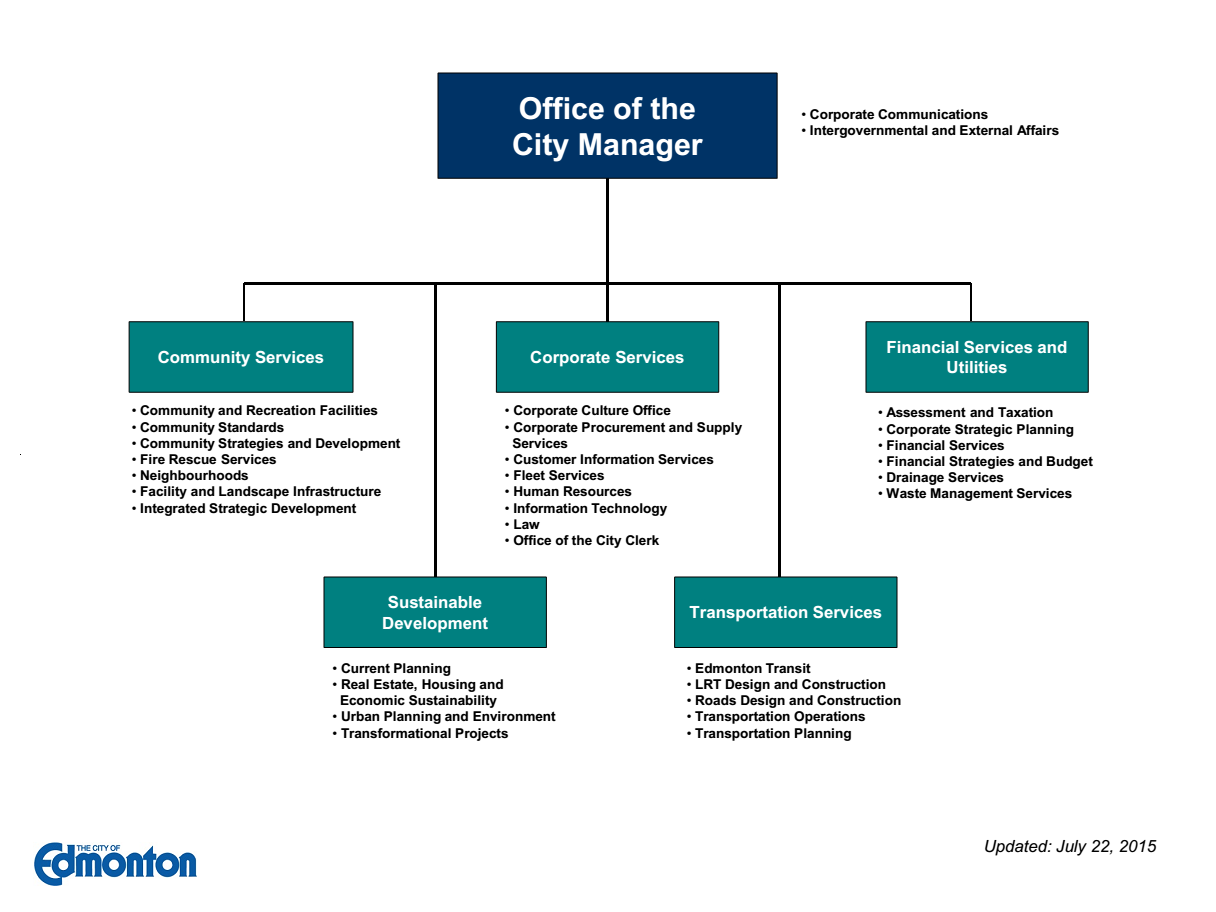 Office of the
City Manager
• Corporate Communications
• Intergovernmental and External Affairs
Community Services
• Community and Recreation Facilities
• Community Standards
• Community Strategies and Development
• Fire Rescue Services
• Neighbourhoods
• Facility and Landscape Infrastructure
• Integrated Strategic Development
Corporate Services
• Corporate Culture Office
• Corporate Procurement and Supply
Services
• Customer Information Services
• Fleet Services
• Human Resources
• Information Technology
• Law
• Office of the City Clerk
Financial Services and
Utilities
• Assessment and Taxation
• Corporate Strategic Planning
• Financial Services
• Financial Strategies and Budget
• Drainage Services
• Waste Management Services
Sustainable
Development
• Current Planning
• Real Estate, Housing and
Economic Sustainability
• Urban Planning and Environment
• Transformational Projects
Transportation Services
• Edmonton Transit
• LRT Design and Construction
• Roads Design and Construction
• Transportation Operations
• Transportation Planning
THE CITY OF
Edmonton
Updated: July 22, 2015